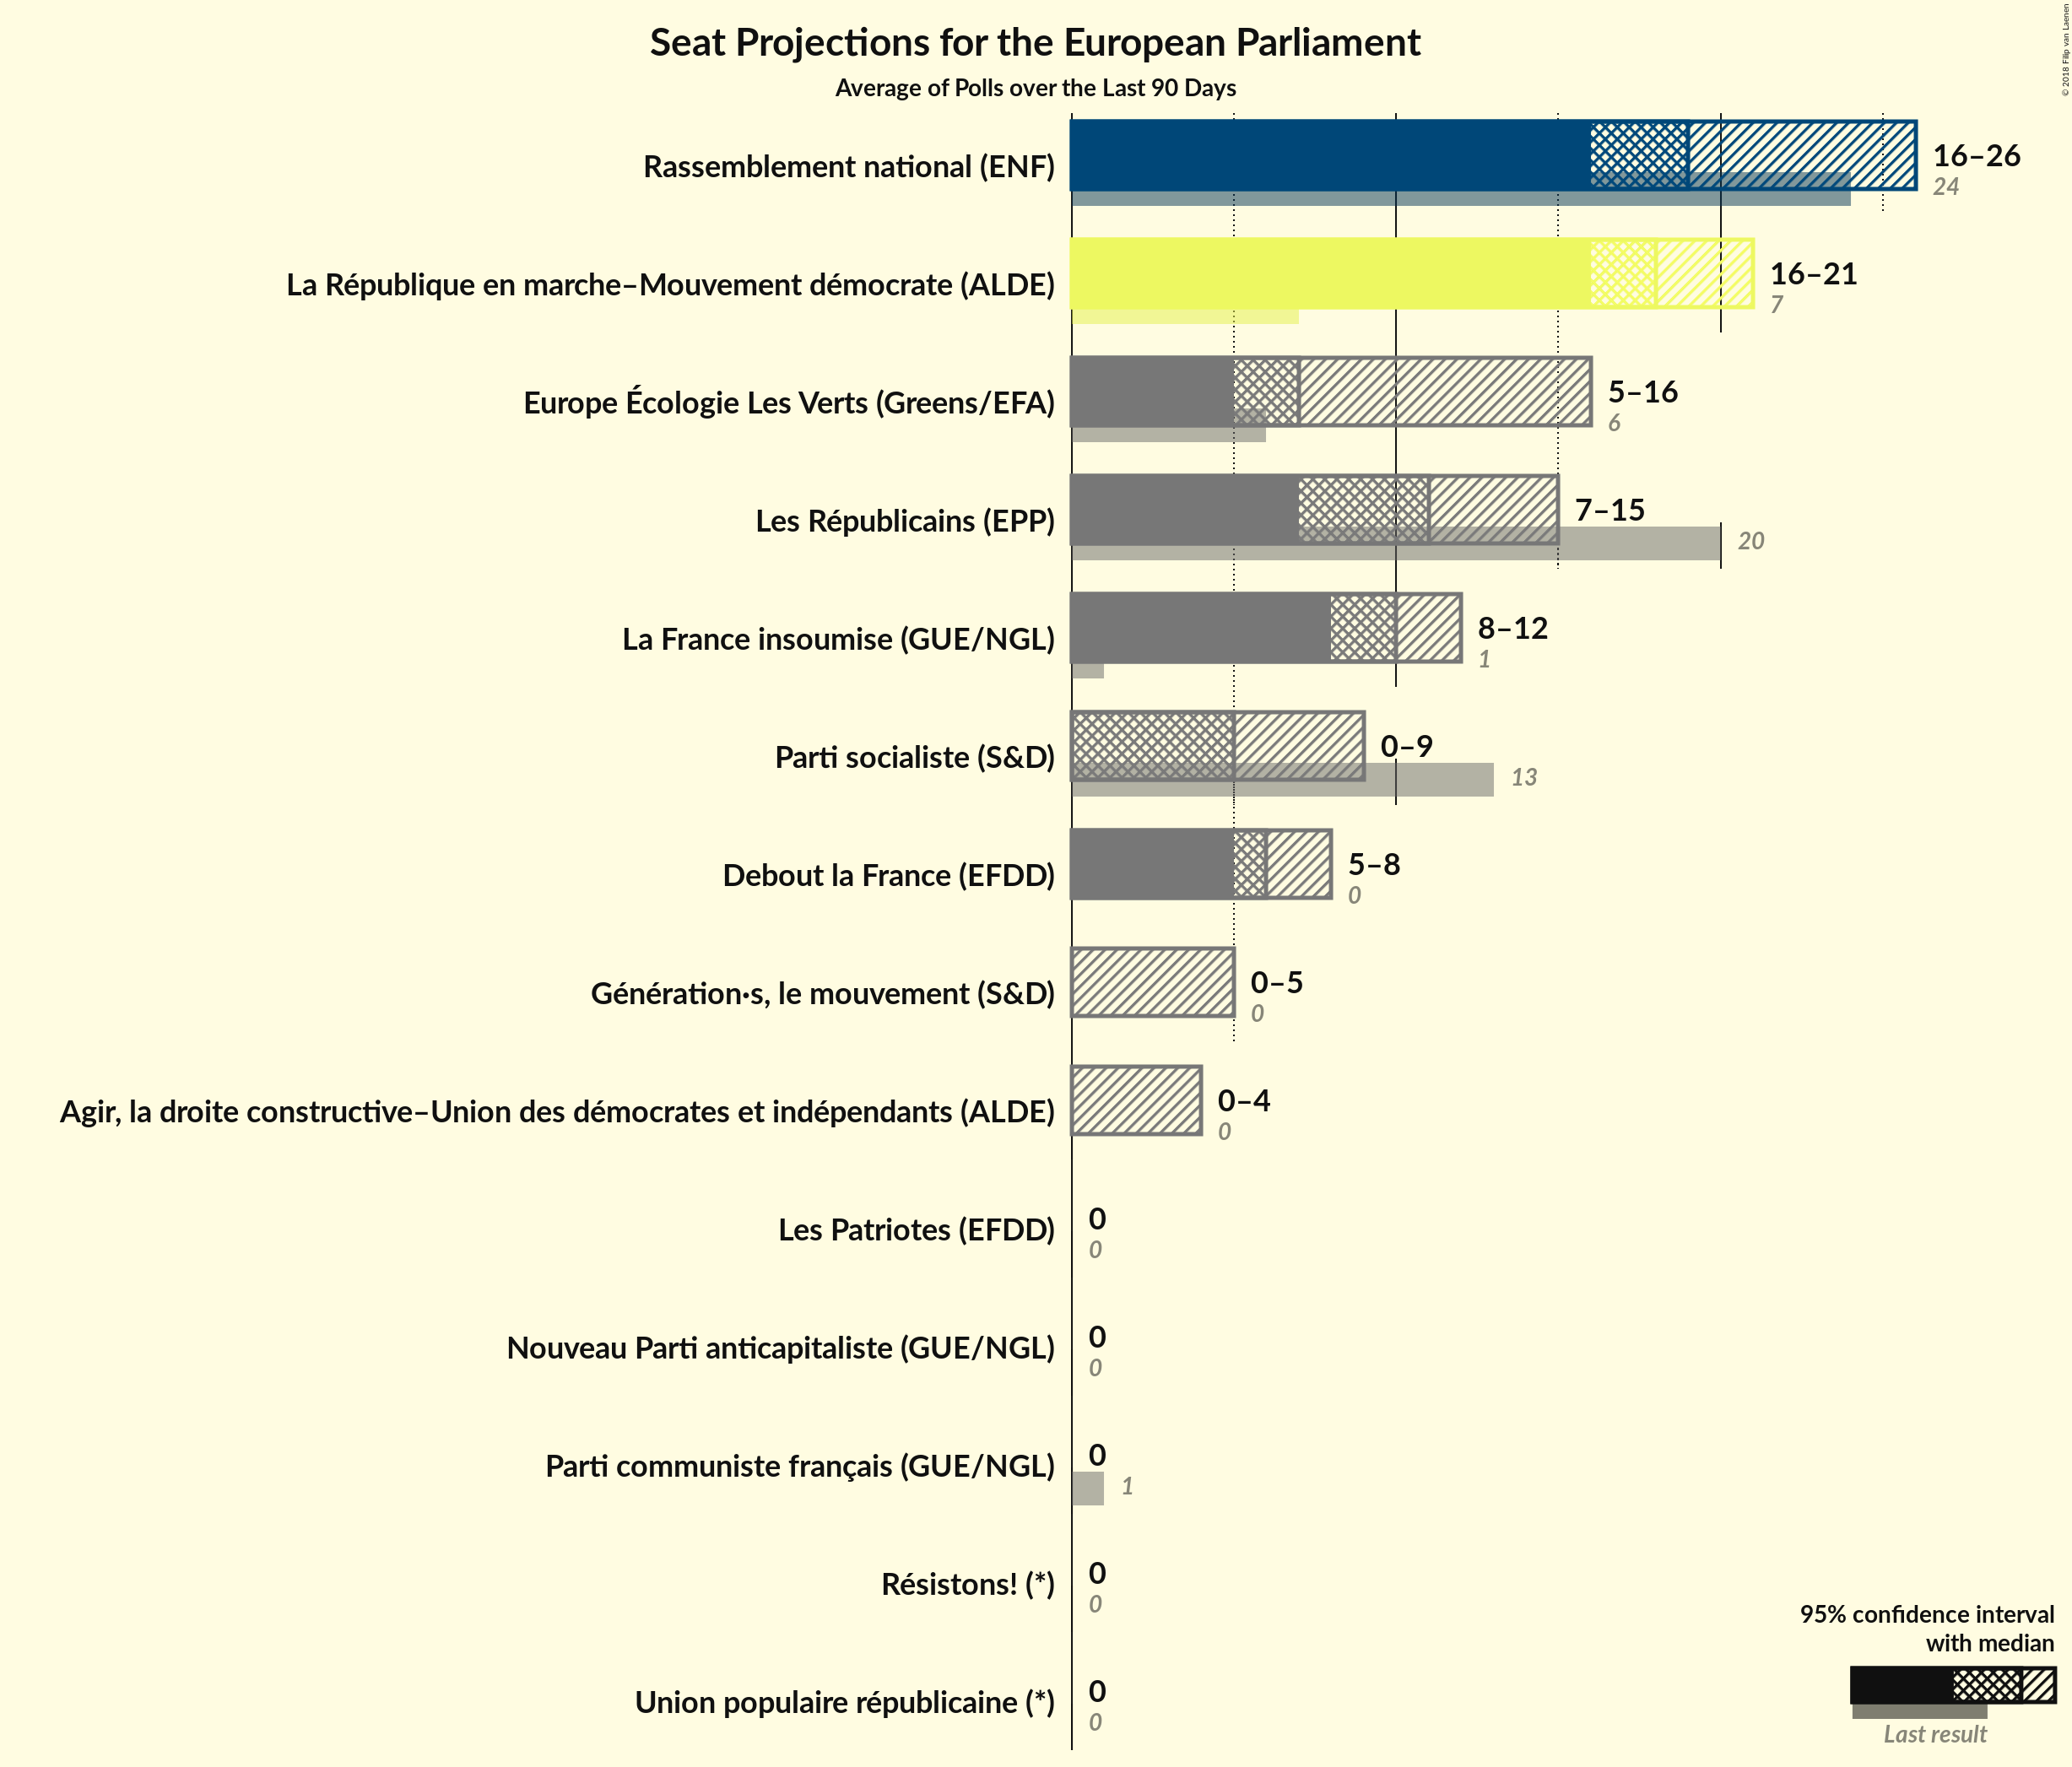 Seat Projections for the European Parliament
Average of Polls over the Last 90 Days
© 2018 Filip van Laenen
Rassemblement national (ENF)
16–26
24
La République en marche–Mouvement démocrate (ALDE)
16–21
7
Europe Écologie Les Verts (Greens/EFA)
5–16
6
Les Républicains (EPP)
7–15
20
La France insoumise (GUE/NGL)
8–12
1
Parti socialiste (S&D)
0–9
13
Debout la France (EFDD)
5–8
0
Génération·s, le mouvement (S&D)
0–5
0
Agir, la droite constructive–Union des démocrates et indépendants (ALDE)
0–4
0
Les Patriotes (EFDD)
0
0
Nouveau Parti anticapitaliste (GUE/NGL)
0
0
Parti communiste français (GUE/NGL)
0
1
Résistons! (*)
0
0
Union populaire républicaine (*)
0
0
95% confidence interval
with median
Last result